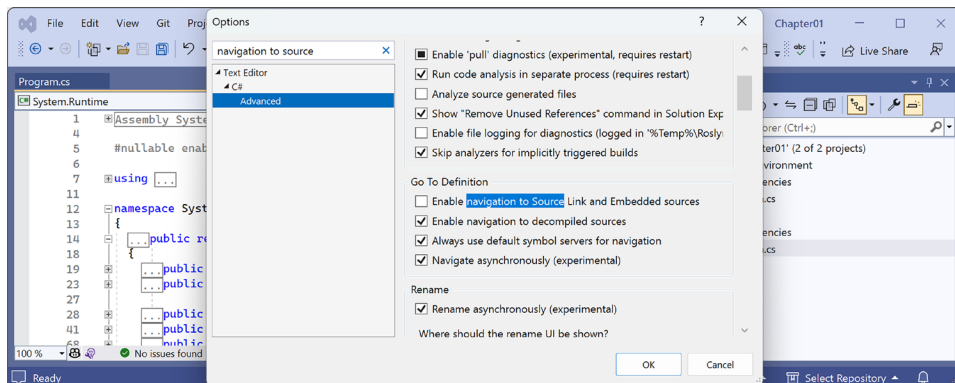 File Edit View Git Proj
Options ? ×
Chapter01
Live Share
navigation to source ×
Text Editor
C#
Advanced
Enable 'pull' diagnostics (experimental, requires restart)
Run code analysis in separate process (requires restart)
Analyze source generated files
Show "Remove Unused References" command in Solution Exp
Enable file logging for diagnostics (logged in '%Temp%\Rosly
Skip analyzers for implicitly triggered builds
Go To Definition
Enable navigation to Source Link and Embedded sources
Enable navigation to decompiled sources
Always use default symbol servers for navigation
Navigate asynchronously (experimental)
Rename
Rename asynchronously (experimental)
Where should the rename UI be shown?
OK Cancel
Program.cs
System.Runtime
1 Assembly Syste
4
5 #nullable enab
6
7 using ...
11
12 namespace Syst
13 {
14 ...public re
18 {
19 ...public
23 ...public
27
28 ...public
41 ...public
68 ...public
100 % No issues found
orer (Ctrl+;)
ter01' (2 of 2 projects)
vironment
encies
.cs
encies
.cs
Ready
Select Repository